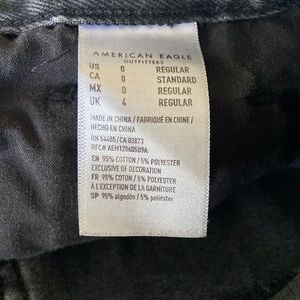 AMERICAN EAGLE
OUTFITTERS
US 0 REGULAR
CA 0 STANDARD
MX 0 REGULAR
UK 4 REGULAR
MADE IN CHINA / FABRIQUÉ EN CHINE /
HECHO EN CHINA
RN 54485/CA 03873
RFC# AEM12060509A
EN 95% COTTON / 5% POLYESTER
EXCLUSIVE OF DECORATION
FR 95% COTON / 5% POLYESTER
À L'EXCEPTION DE LA GARNITURE
SP 95% algodón / 5% poliéster